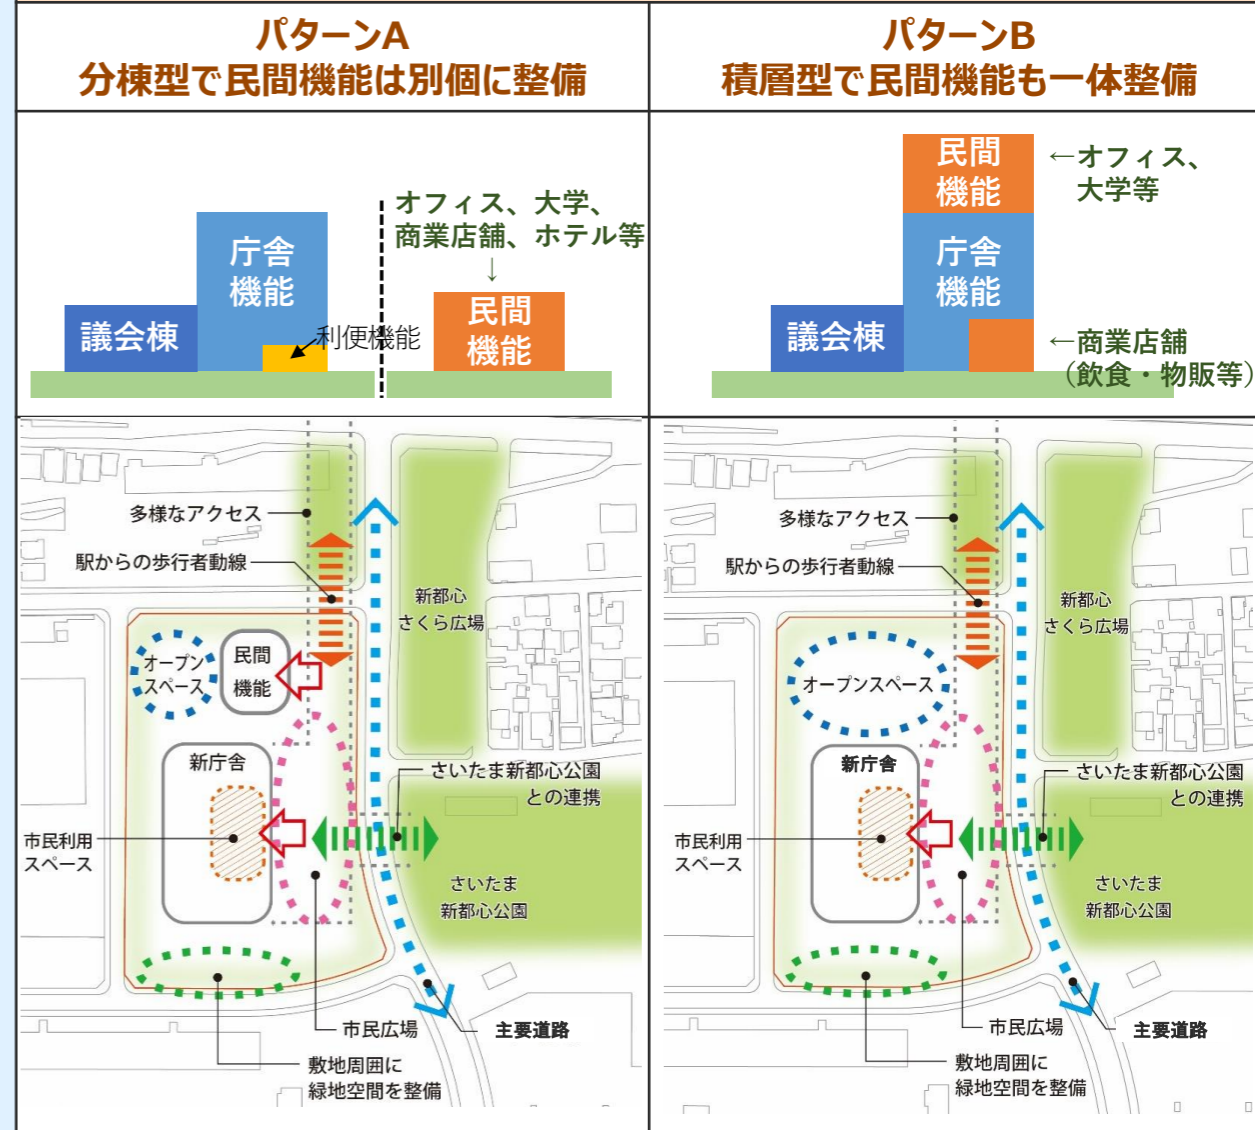 パターンA
分棟型で民間機能は別個に整備
パターンB
積層型で民間機能も一体整備
オフィス、大学、
商業店舗、ホテル等
↓
庁舎
機能
議会棟
利便機能
民間
機能
民間
機能
←オフィス、
大学等
庁舎
機能
議会棟
←商業店舗
（飲食・物販等）
多様なアクセス
駅からの歩行者動線
新都心
さくら広場
オープン
スペース
民間
機能
新庁舎
さいたま新都心公園
との連携
市民利用
スペース
さいたま
新都心公園
市民広場
主要道路
敷地周囲に
緑地空間を整備
多様なアクセス
駅からの歩行者動線
新都心
さくら広場
オープンスペース
新庁舎
さいたま新都心公園
との連携
市民利用
スペース
さいたま
新都心公園
市民広場
主要道路
敷地周囲に
緑地空間を整備